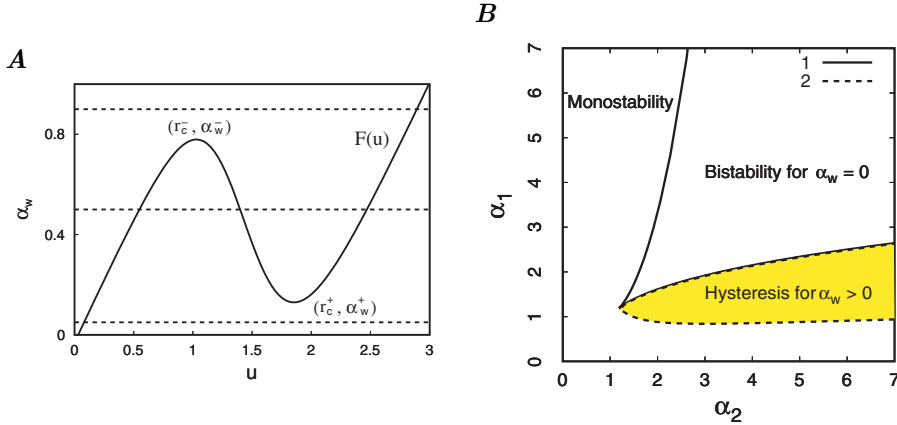 A
(r_c^-, α_w^-)
F(u)
(r_c^+, α_w^+)
0.8
0.4
0
α_w
0 0.5 1 1.5 2 2.5 3
u
B
7
6
5
4
3
2
1
0
α_1
1
2
Monostability
Bistability for α_w = 0
Hysteresis for α_w > 0
0 1 2 3 4 5 6 7
α_2